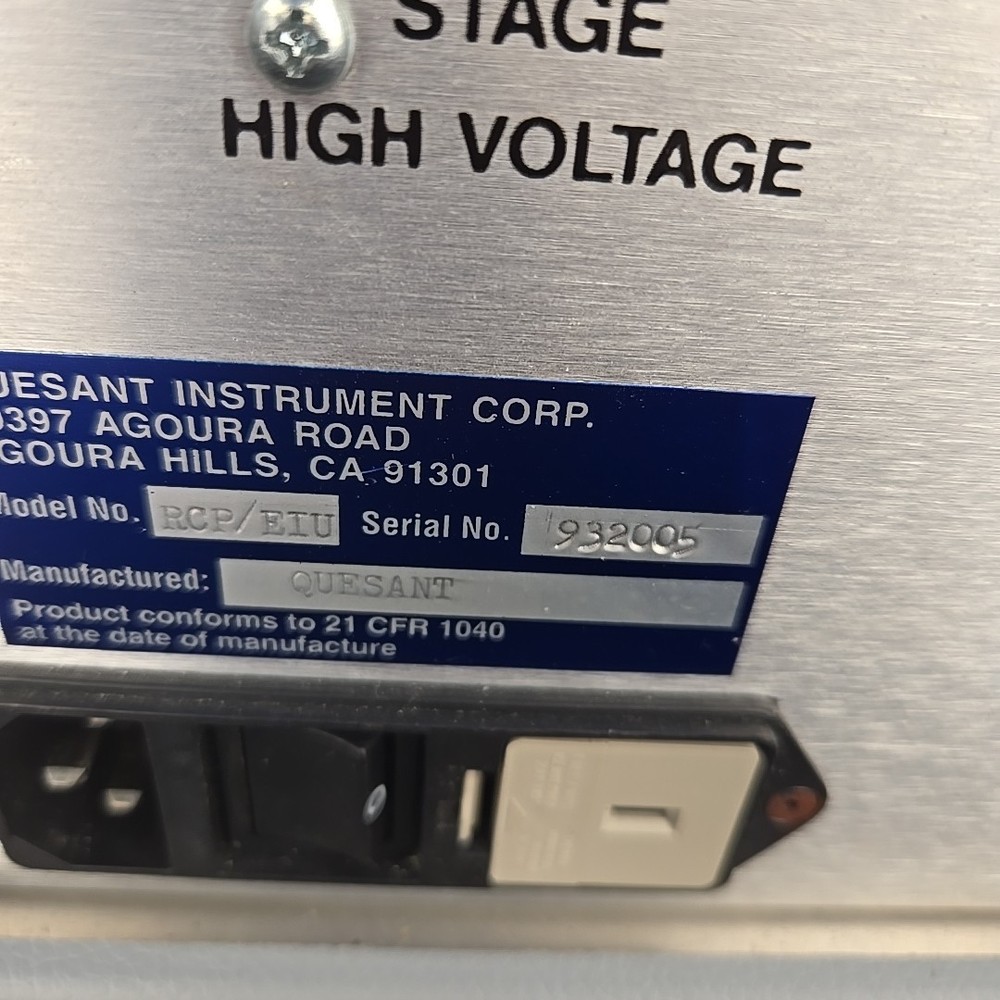 STAGE
HIGH VOLTAGE
UESANT INSTRUMENT CORP.
0397 AGOURA ROAD
GOURA HILLS, CA 91301
Model No. RCP/EIU Serial No. 932005
Manufactured: QUESANT
Product conforms to 21 CFR 1040
at the date of manufacture